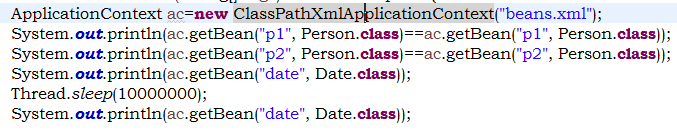 ApplicationContext ac=new ClassPathXmlApplicationContext("beans.xml");
System.out.println(ac.getBean("p1", Person.class)==ac.getBean("p1", Person.class));
System.out.println(ac.getBean("p2", Person.class)==ac.getBean("p2", Person.class));
System.out.println(ac.getBean("date", Date.class));
Thread.sleep(10000000);
System.out.println(ac.getBean("date", Date.class));